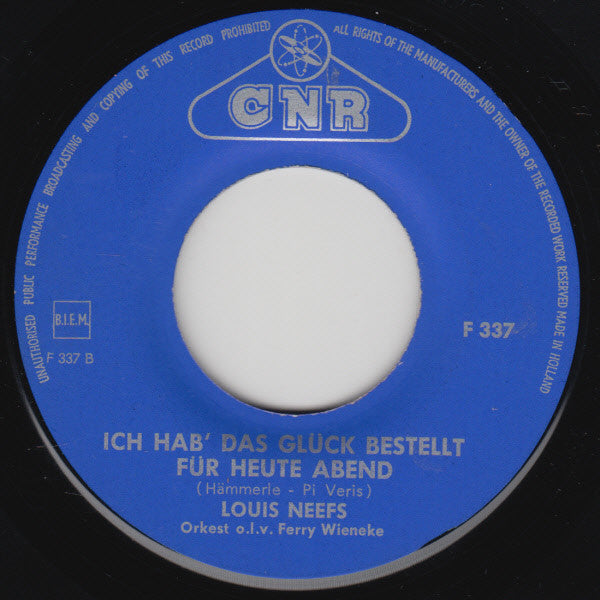 UNAUTHORISED PUBLIC PERFORMANCE BROADCASTING AND COPYING OF THIS RECORD PROHIBITED
ALL RIGHTS OF THE MANUFACTURERS AND THE OWNER OF THE RECORDED WORK RESERVED MADE IN HOLLAND
CNR
B.I.E.M.
F 337 B
F 337
ICH HAB' DAS GLÜCK BESTELLT
FÜR HEUTE ABEND
(Hämmerle - Pi Veris)
LOUIS NEEFS
Orkest o.l.v. Ferry Wieneke